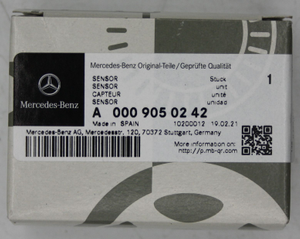 Mercedes-Benz Original-Teile/Geprüfte Qualität
Mercedes-Benz
SENSOR Stuck 1
SENSOR unit
CAPTEUR unité
SENSOR unidad
A 000 905 02 42
Made in SPAIN 10200012 19.02.21
Mercedes-Benz AG, Mercedesstr. 120, 70372 Stuttgart, Germany
More information on:
http://p.mb-qr.com